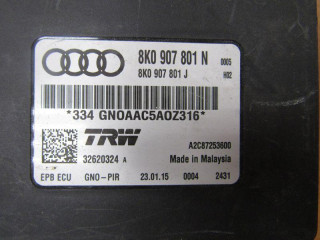 8K0 907 801 N 0005
8K0 907 801 J H02
*334 GN0AAC5AOZ316*
TRW A2C87253600
32620324 A Made in Malaysia
EPB ECU GNO-PIR 23.01.15 0004 2431